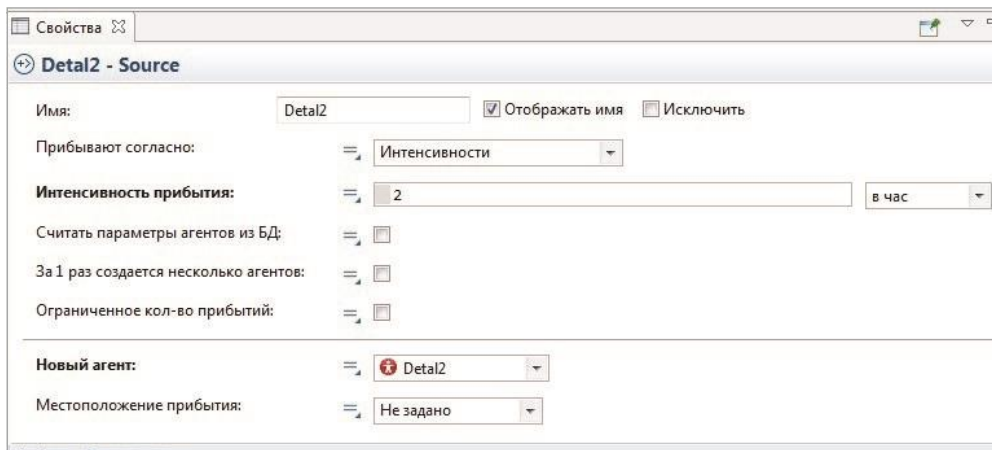 Свойства
Detal2 - Source
Имя: Detal2 Отображать имя Исключить
Прибывают согласно: Интенсивности
Интенсивность прибытия: 2 в час
Считать параметры агентов из БД:
За 1 раз создается несколько агентов:
Ограниченное кол-во прибытий:
Новый агент: Detal2
Местоположение прибытия: Не задано